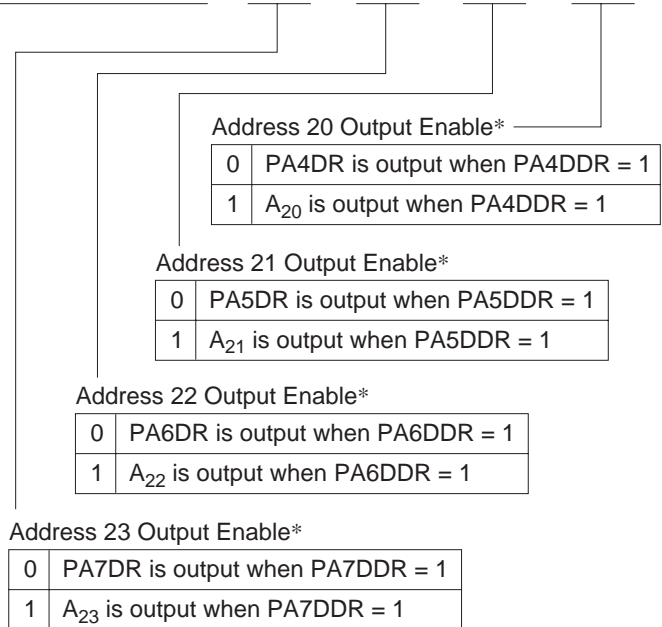 Address 20 Output Enable*
0 PA4DR is output when PA4DDR = 1
1 A20 is output when PA4DDR = 1
Address 21 Output Enable*
0 PA5DR is output when PA5DDR = 1
1 A21 is output when PA5DDR = 1
Address 22 Output Enable*
0 PA6DR is output when PA6DDR = 1
1 A22 is output when PA6DDR = 1
Address 23 Output Enable*
0 PA7DR is output when PA7DDR = 1
1 A23 is output when PA7DDR = 1